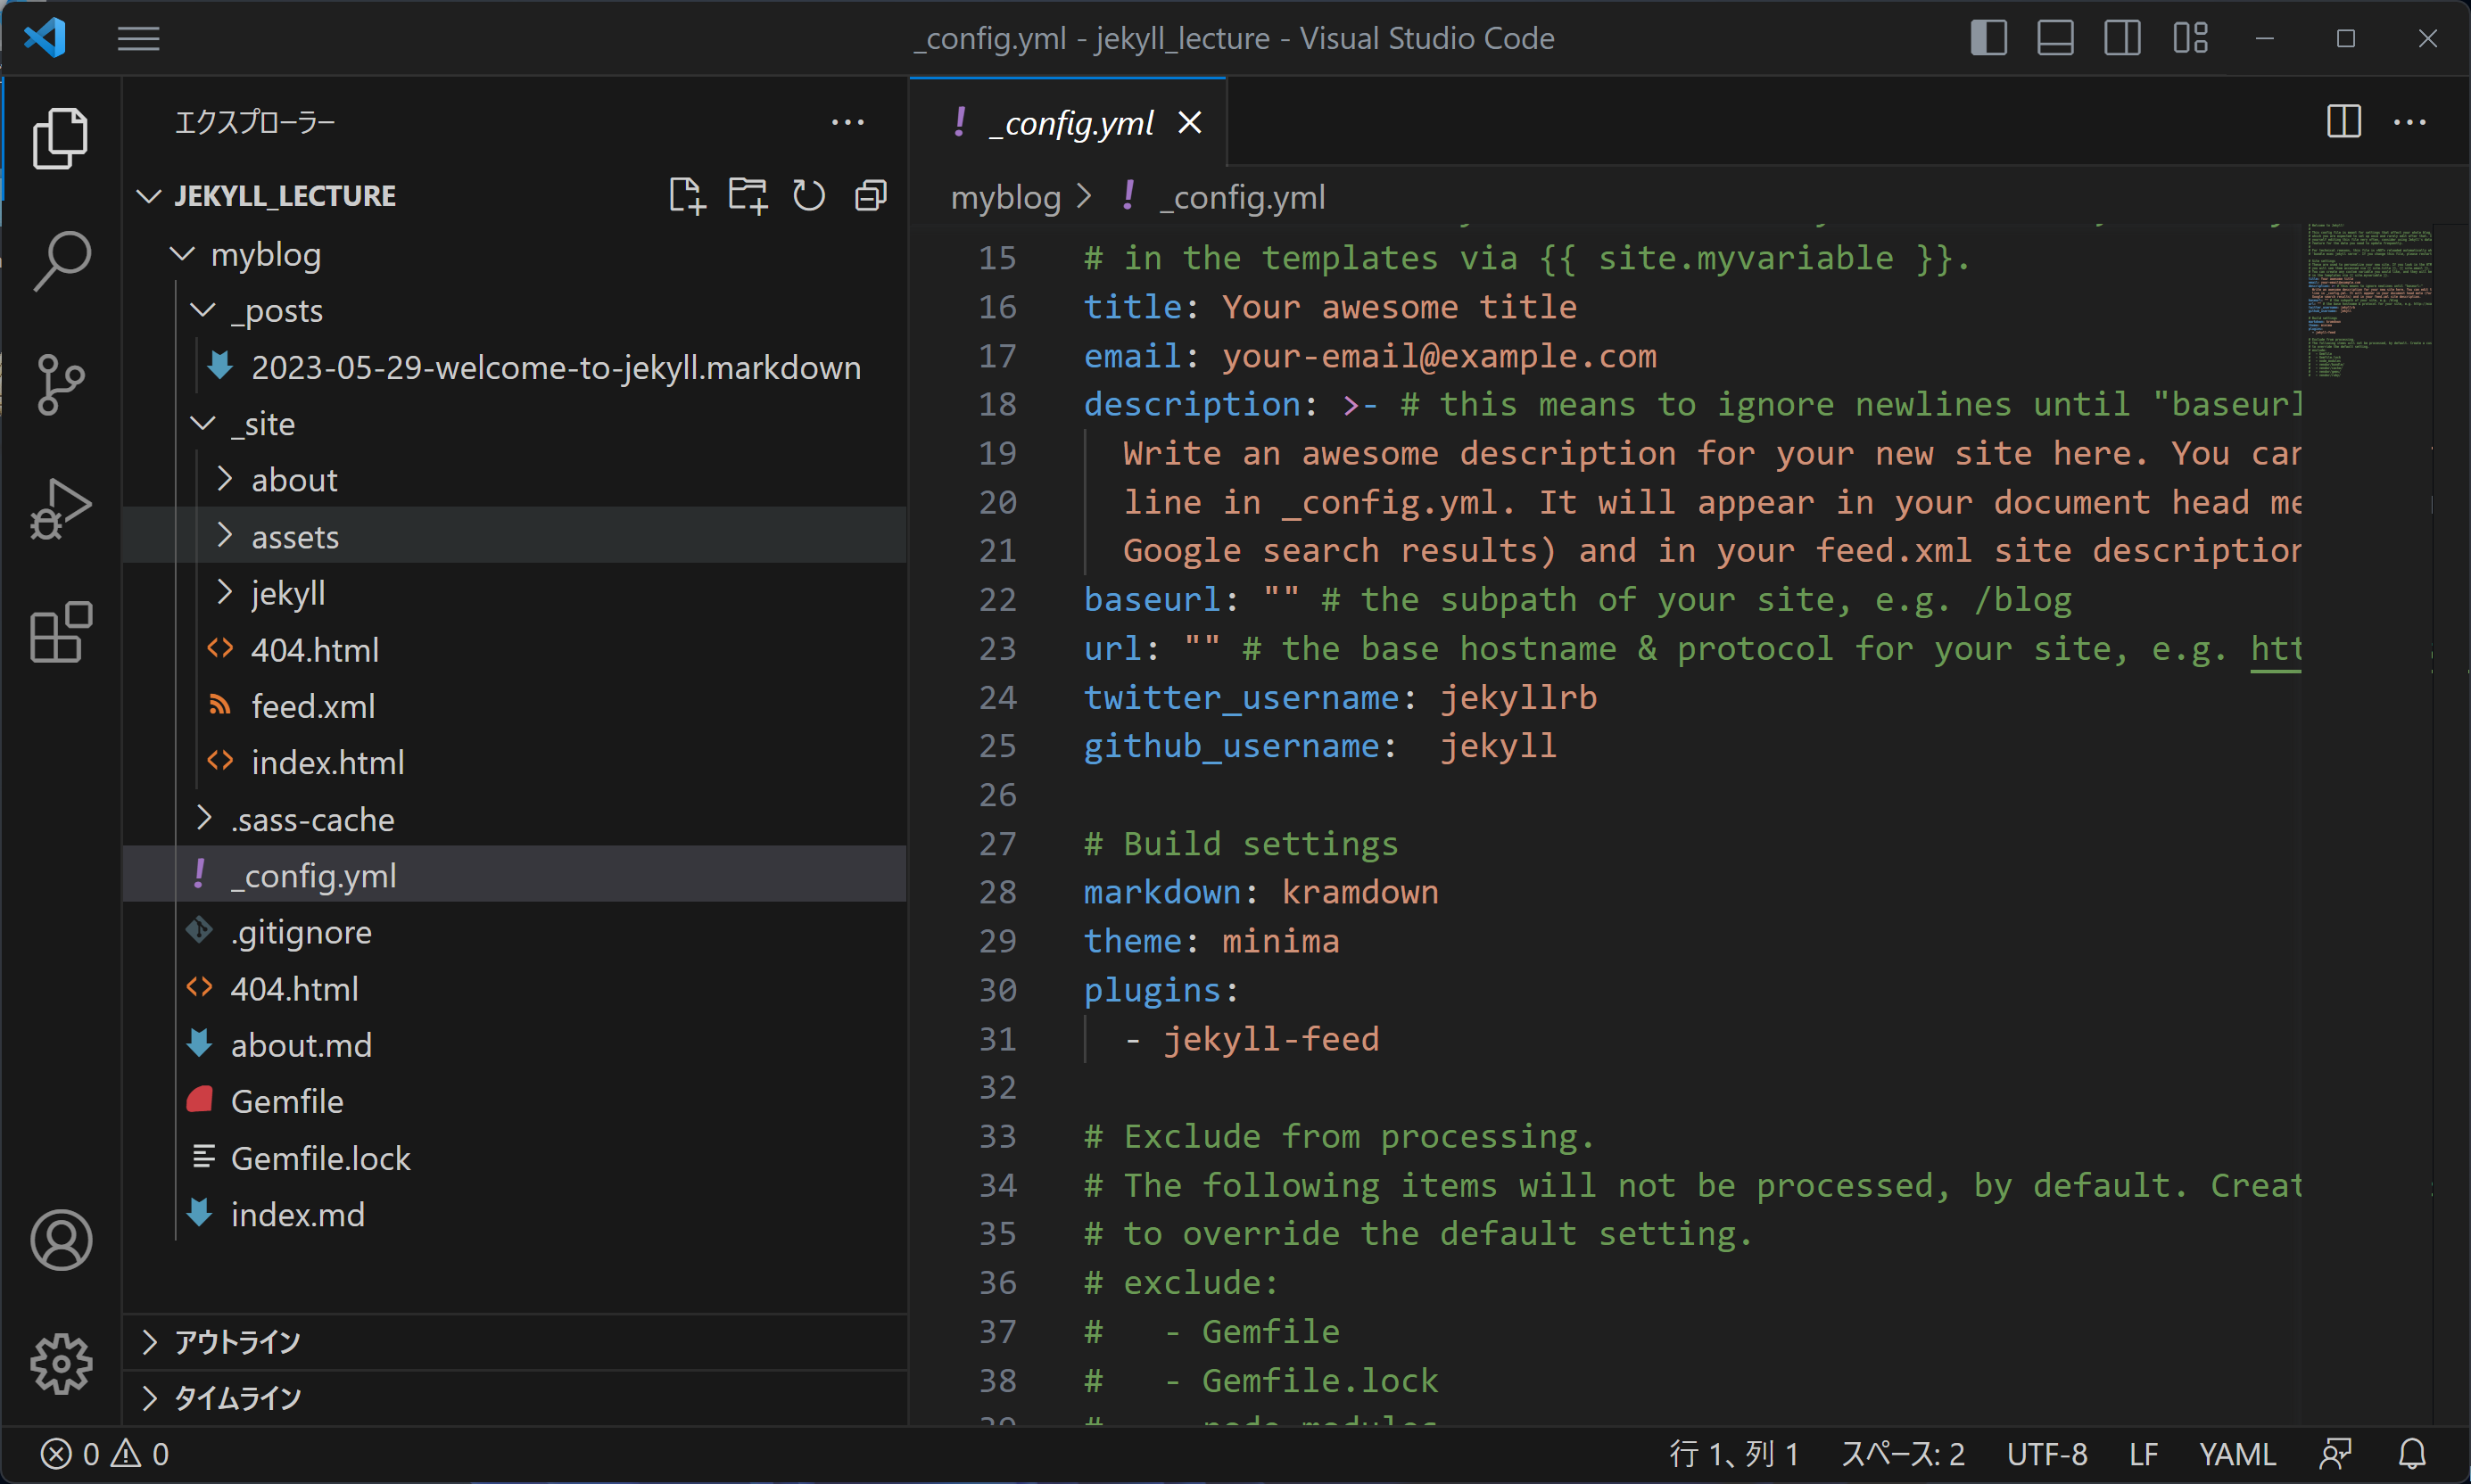 _config.yml - jekyll_lecture - Visual Studio Code
エクスプローラー
JEKYLL_LECTURE
myblog
_posts
2023-05-29-welcome-to-jekyll.markdown
_site
about
assets
jekyll
404.html
feed.xml
index.html
.sass-cache
_config.yml
.gitignore
404.html
about.md
Gemfile
Gemfile.lock
index.md
アウトライン
タイムライン
_config.yml
myblog > _config.yml
15 # in the templates via {{ site.myvariable }}.
16 title: Your awesome title
17 email: your-email@example.com
18 description: >- # this means to ignore newlines until "baseurl
19 Write an awesome description for your new site here. You can
20 line in _config.yml. It will appear in your document head me
21 Google search results) and in your feed.xml site description
22 baseurl: "" # the subpath of your site, e.g. /blog
23 url: "" # the base hostname & protocol for your site, e.g. htt
24 twitter_username: jekyllrb
25 github_username:  jekyll
26
27 # Build settings
28 markdown: kramdown
29 theme: minima
30 plugins:
31 - jekyll-feed
32
33 # Exclude from processing.
34 # The following items will not be processed, by default. Creat
35 # to override the default setting.
36 # exclude:
37 #   - Gemfile
38 #   - Gemfile.lock
0 0
行 1、列 1 スペース: 2 UTF-8 LF YAML